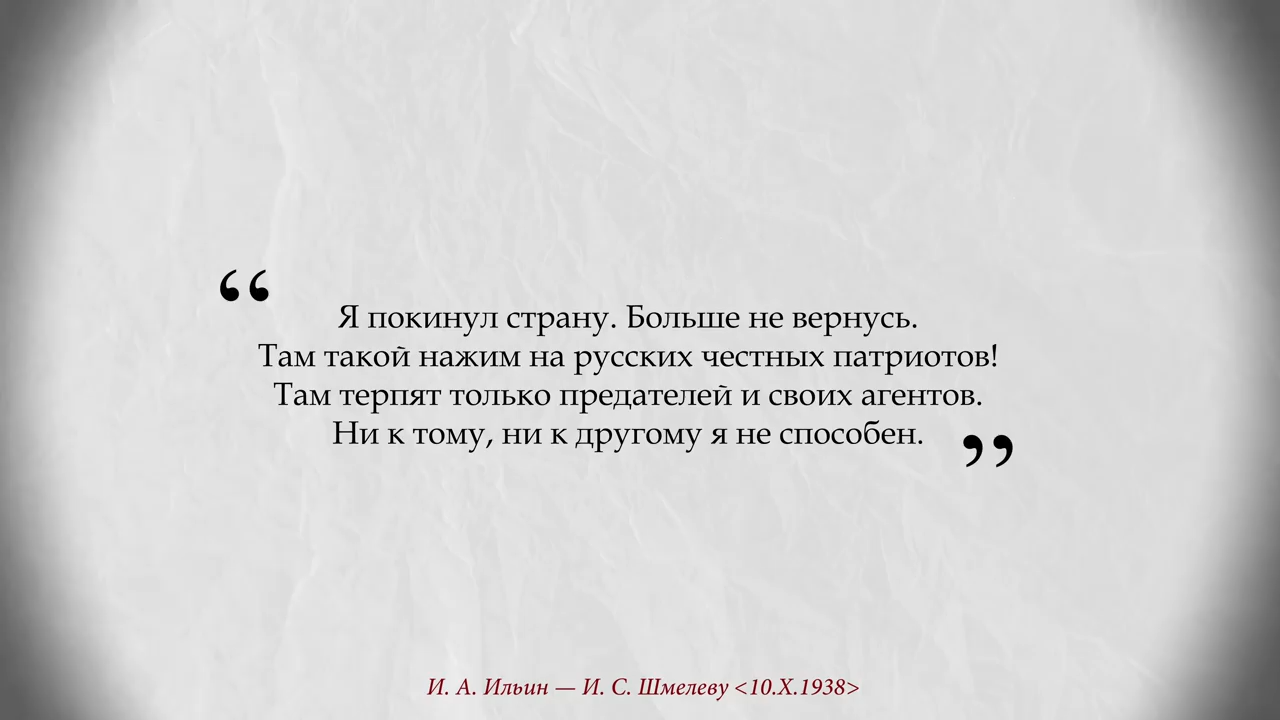 “
Я покинул страну. Больше не вернусь.
Там такой нажим на русских честных патриотов!
Там терпят только предателей и своих агентов.
Ни к тому, ни к другому я не способен.
”
И. А. Ильин — И. С. Шмелеву <10.X.1938>